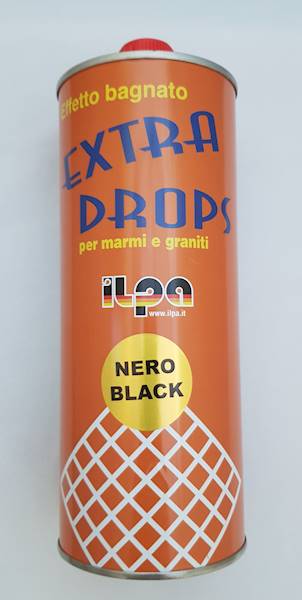 Effetto bagnato
EXTRA
DROPS
per marmi e graniti
ilpa
www.ilpa.it
NERO
BLACK